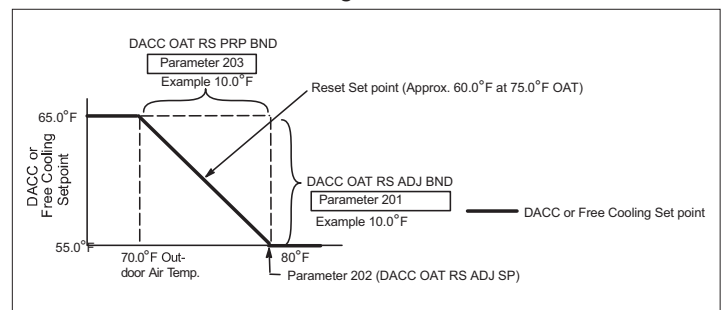 DACC OAT RS PRP BND
Parameter 203
Example 10.0°F
Reset Set point (Approx. 60.0°F at 75.0°F OAT)
65.0°F
DACC or
Free Cooling
Setpoint
DACC OAT RS ADJ BND
Parameter 201
Example 10.0°F
DACC or Free Cooling Set point
55.0°F
70.0°F Out-
door Air Temp.
80°F
Parameter 202 (DACC OAT RS ADJ SP)